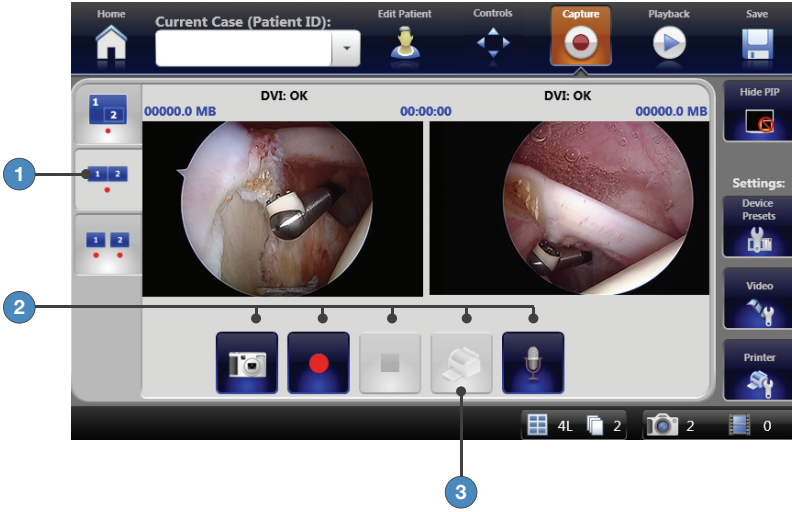 Home
Current Case (Patient ID):
Edit Patient
Controls
Capture
Playback
Save
1
2
DVI: OK
DVI: OK
00000.0 MB
00:00:00
00000.0 MB
Hide PIP
1
1 2
Settings:
Device
Presets
1 2
Video
2
Printer
4L
2
2
0
3